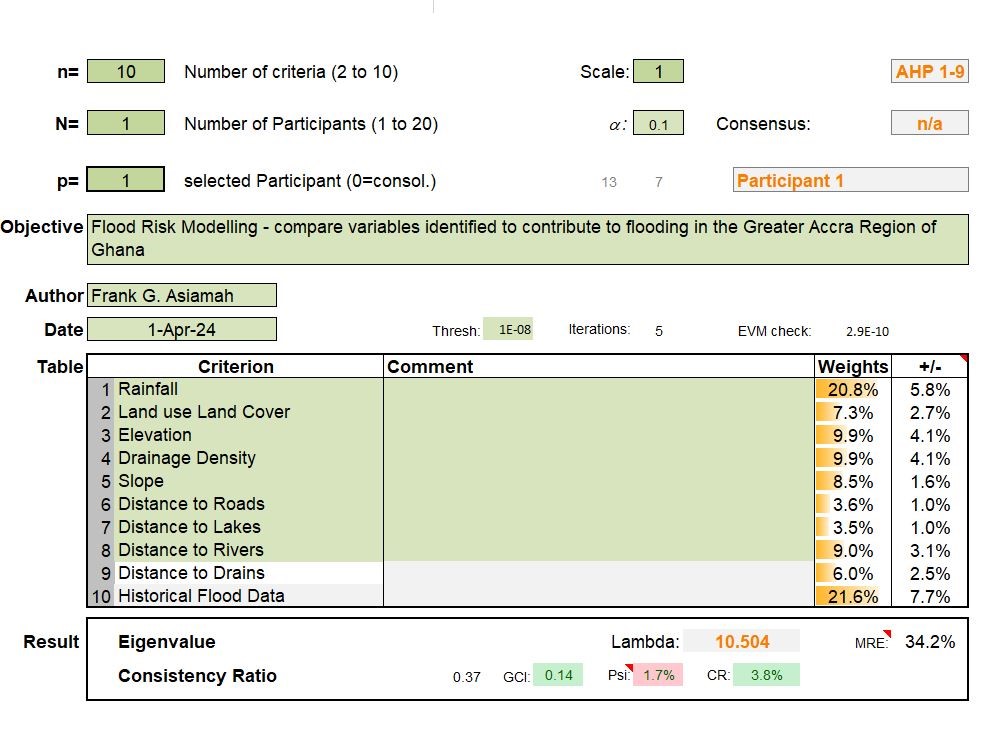 n= 10 Number of criteria (2 to 10) Scale: 1 AHP 1-9
N= 1 Number of Participants (1 to 20) α: 0.1 Consensus: n/a
p= 1 selected Participant (0=consol.) 13 7 Participant 1
Objective Flood Risk Modelling - compare variables identified to contribute to flooding in the Greater Accra Region of
Ghana
Author Frank G. Asiamah
Date 1-Apr-24 Thresh: 1E-08 Iterations: 5 EVM check: 2.9E-10
Table Criterion Comment Weights +/-
1 Rainfall 20.8% 5.8%
2 Land use Land Cover 7.3% 2.7%
3 Elevation 9.9% 4.1%
4 Drainage Density 9.9% 4.1%
5 Slope 8.5% 1.6%
6 Distance to Roads 3.6% 1.0%
7 Distance to Lakes 3.5% 1.0%
8 Distance to Rivers 9.0% 3.1%
9 Distance to Drains 6.0% 2.5%
10 Historical Flood Data 21.6% 7.7%
Result Eigenvalue Lambda: 10.504 MRE: 34.2%
Consistency Ratio 0.37 GCI: 0.14 Psi: 1.7% CR: 3.8%